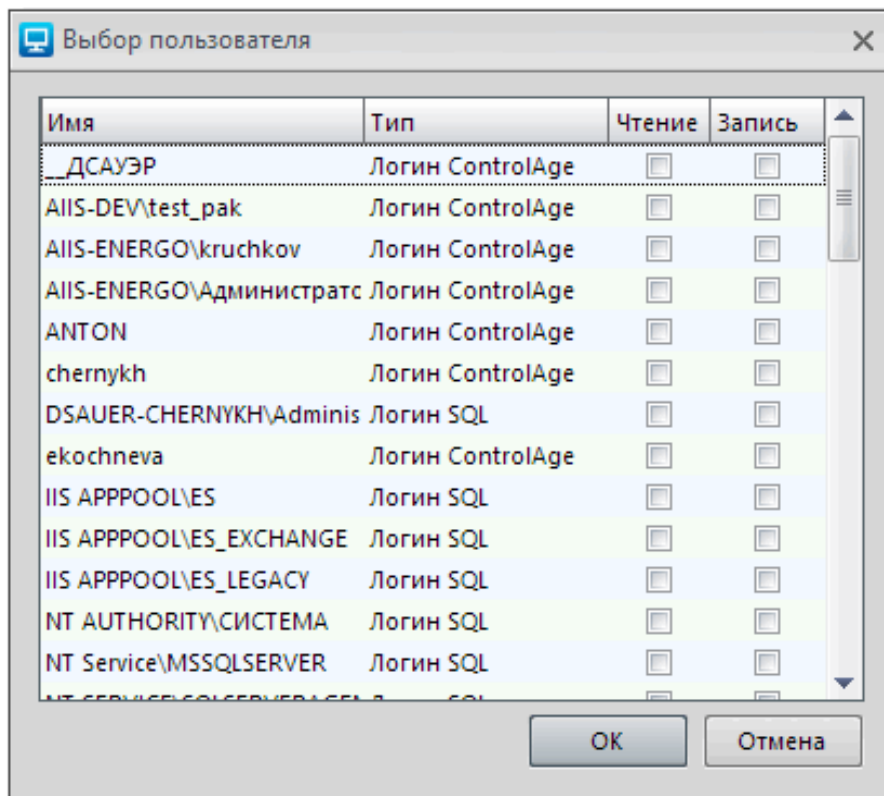 Выбор пользователя
Имя Тип Чтение Запись
__ДСАУЭР Логин ControlAge
AIIS-DEV\test_pak Логин ControlAge
AIIS-ENERGO\kruchkov Логин ControlAge
AIIS-ENERGO\Администратс Логин ControlAge
ANTON Логин ControlAge
chernykh Логин ControlAge
DSAUER-CHERNYKH\Adminis Логин SQL
ekochneva Логин ControlAge
IIS APPPOOL\ES Логин SQL
IIS APPPOOL\ES_EXCHANGE Логин SQL
IIS APPPOOL\ES_LEGACY Логин SQL
NT AUTHORITY\СИСТЕМА Логин SQL
NT Service\MSSQLSERVER Логин SQL
OK Отмена